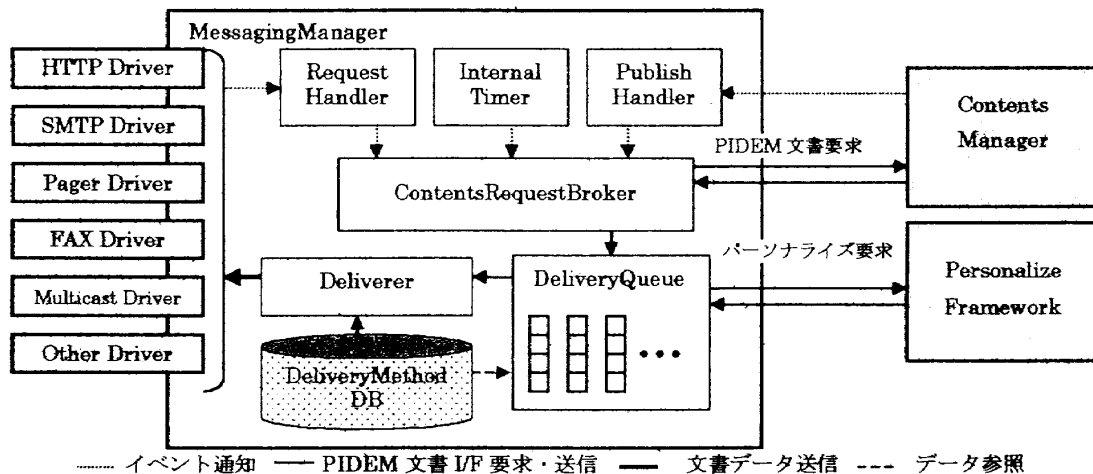 MessagingManager
HTTP Driver
SMTP Driver
Pager Driver
FAX Driver
Multicast Driver
Other Driver
Request
Handler
Internal
Timer
Publish
Handler
Contents
Manager
PIDEM 文書要求
ContentsRequestBroker
パーソナライズ要求
Deliverer
DeliveryQueue
Personalize
Framework
DeliveryMethod
DB
イベント通知
PIDEM 文書 I/F 要求・送信
文書データ送信
データ参照